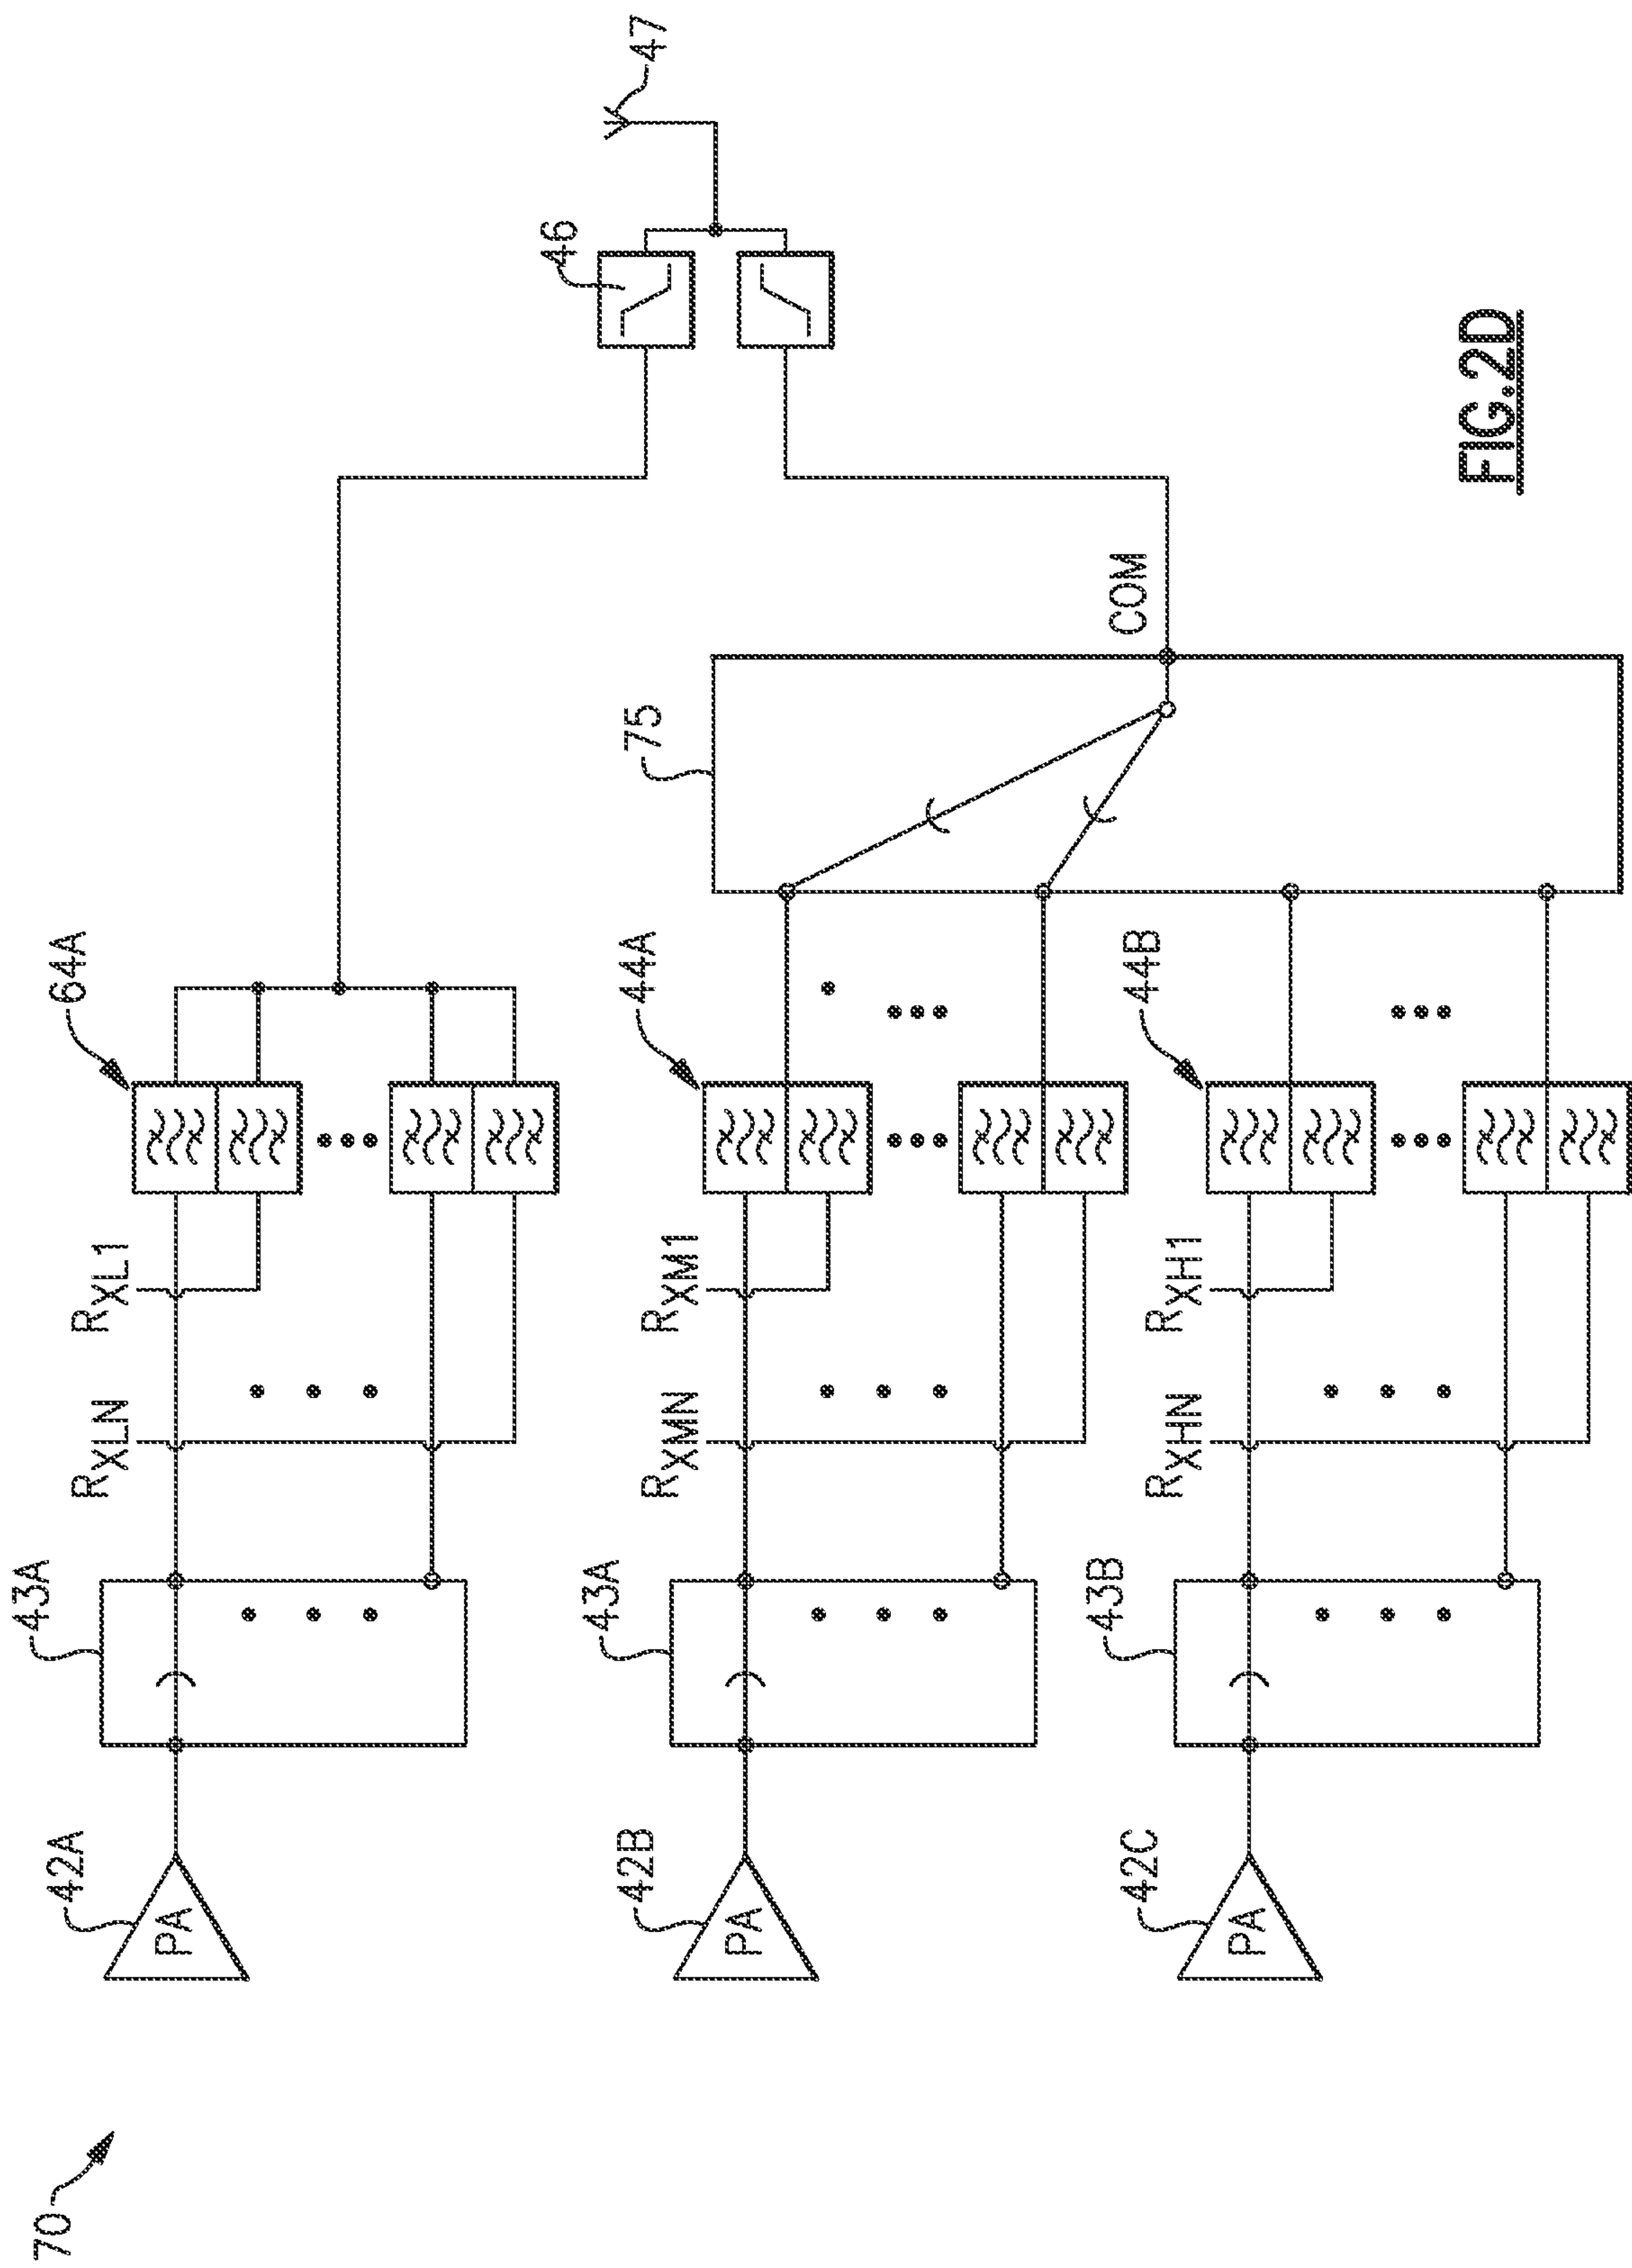 70
42A
PA
43A
RXLN
RXL1
64A
46
47
42B
PA
43A
RXMN
RXM1
44A
75
COM
42C
PA
43B
RXHN
RXH1
44B
FIG.2D